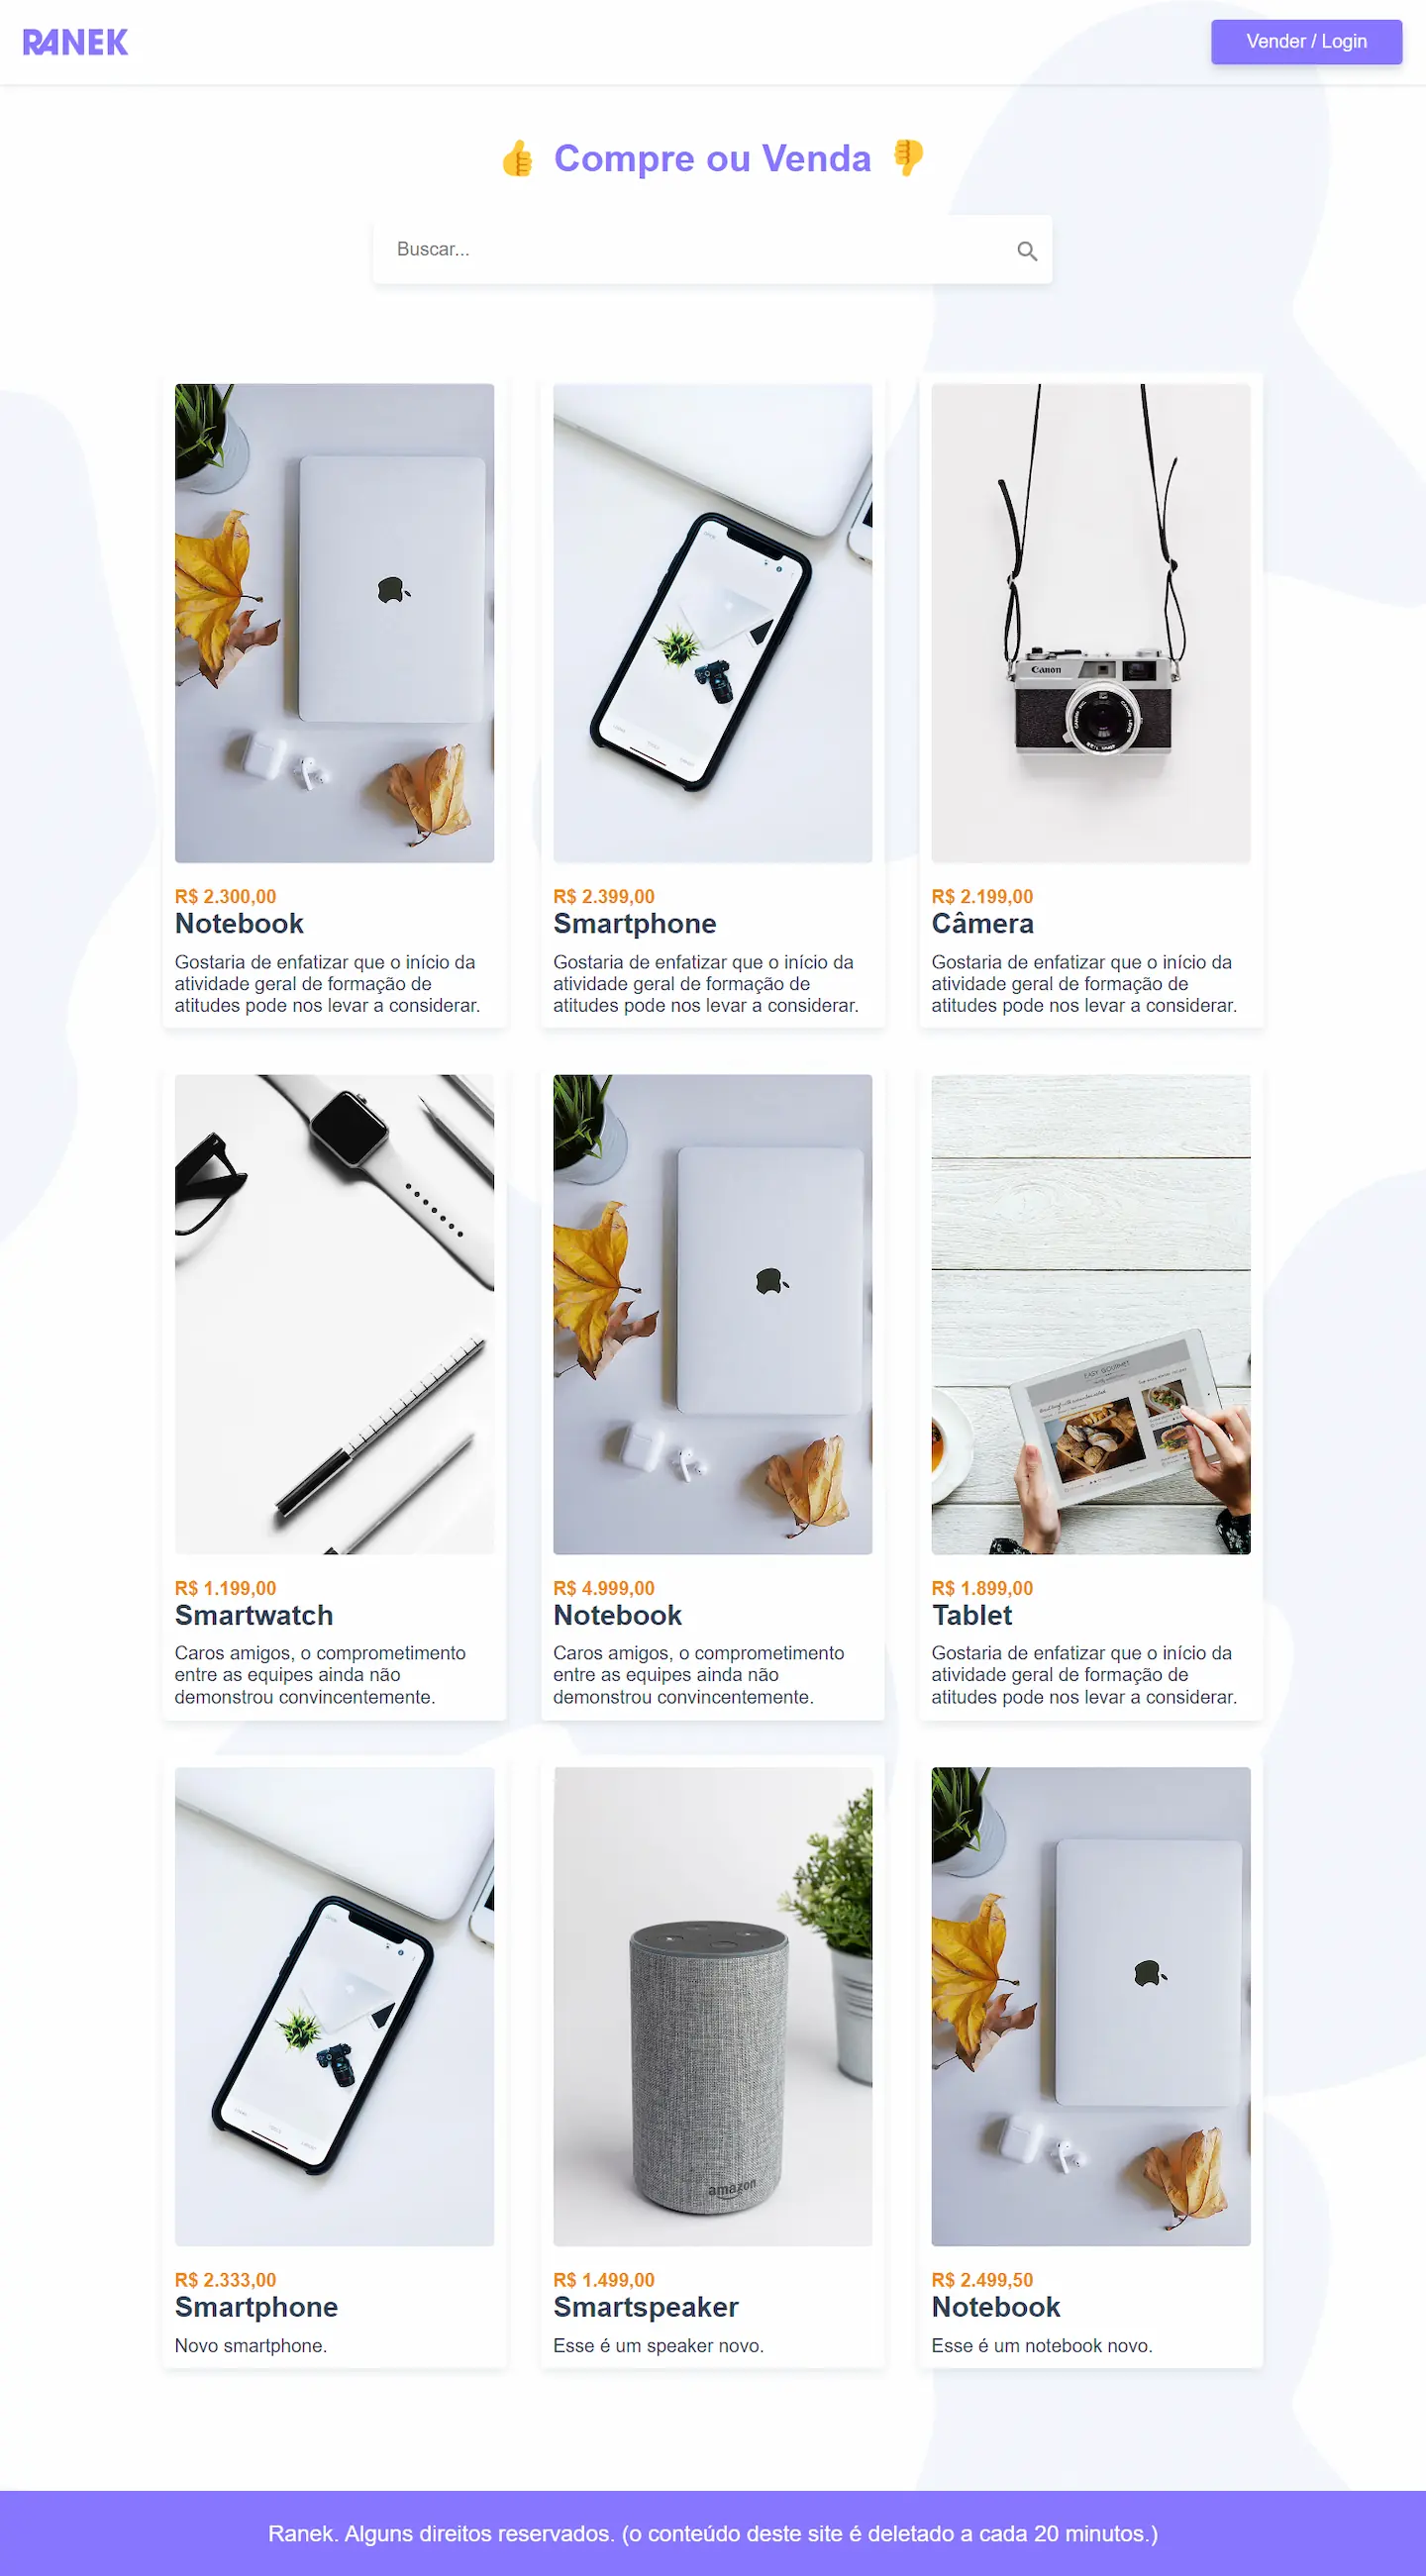 RANEK
Vender / Login
👍 Compre ou Venda 👎
Buscar...
Canon
R$ 2.300,00
Notebook
Gostaria de enfatizar que o início da
atividade geral de formação de
atitudes pode nos levar a considerar.
R$ 2.399,00
Smartphone
Gostaria de enfatizar que o início da
atividade geral de formação de
atitudes pode nos levar a considerar.
R$ 2.199,00
Câmera
Gostaria de enfatizar que o início da
atividade geral de formação de
atitudes pode nos levar a considerar.
EASY GOURMET
R$ 1.199,00
Smartwatch
Caros amigos, o comprometimento
entre as equipes ainda não
demonstrou convincentemente.
R$ 4.999,00
Notebook
Caros amigos, o comprometimento
entre as equipes ainda não
demonstrou convincentemente.
R$ 1.899,00
Tablet
Gostaria de enfatizar que o início da
atividade geral de formação de
atitudes pode nos levar a considerar.
amazon
R$ 2.333,00
Smartphone
Novo smartphone.
R$ 1.499,00
Smartspeaker
Esse é um speaker novo.
R$ 2.499,50
Notebook
Esse é um notebook novo.
Ranek. Alguns direitos reservados. (o conteúdo deste site é deletado a cada 20 minutos.)